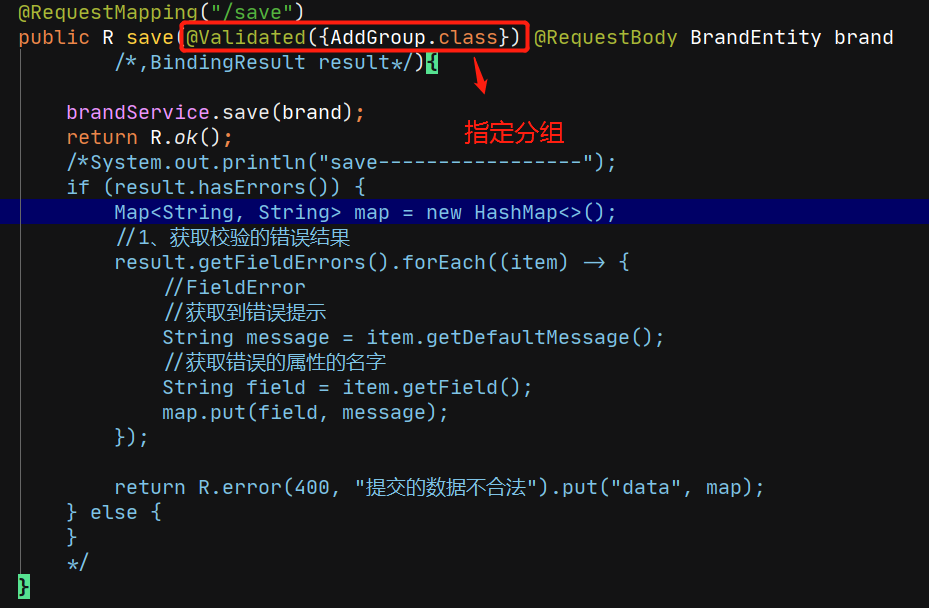 @RequestMapping("/save")
public R save(@Validated({AddGroup.class}) @RequestBody BrandEntity brand
/*,BindingResult result*/){
brandService.save(brand);
return R.ok();
指定分组
/*System.out.println("save-----------------");
if (result.hasErrors()) {
Map<String, String> map = new HashMap<>();
//1、获取校验的错误结果
result.getFieldErrors().forEach((item) -> {
//FieldError
//获取到错误提示
String message = item.getDefaultMessage();
//获取错误的属性的名字
String field = item.getField();
map.put(field, message);
});
return R.error(400, "提交的数据不合法").put("data", map);
} else {
}
*/
}